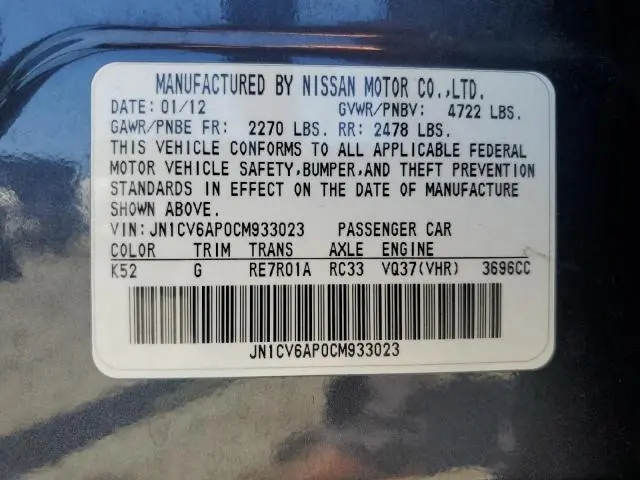 MANUFACTURED BY NISSAN MOTOR CO.,LTD.
DATE: 01/12 GVWR/PNBV: 4722 LBS.
GAWR/PNBE FR: 2270 LBS. RR: 2478 LBS.
THIS VEHICLE CONFORMS TO ALL APPLICABLE FEDERAL
MOTOR VEHICLE SAFETY,BUMPER,AND THEFT PREVENTION
STANDARDS IN EFFECT ON THE DATE OF MANUFACTURE
SHOWN ABOVE.
VIN:JN1CV6AP0CM933023 PASSENGER CAR
COLOR TRIM TRANS AXLE ENGINE
K52 G RE7R01A RC33 VQ37(VHR) 3696CC
JN1CV6AP0CM933023